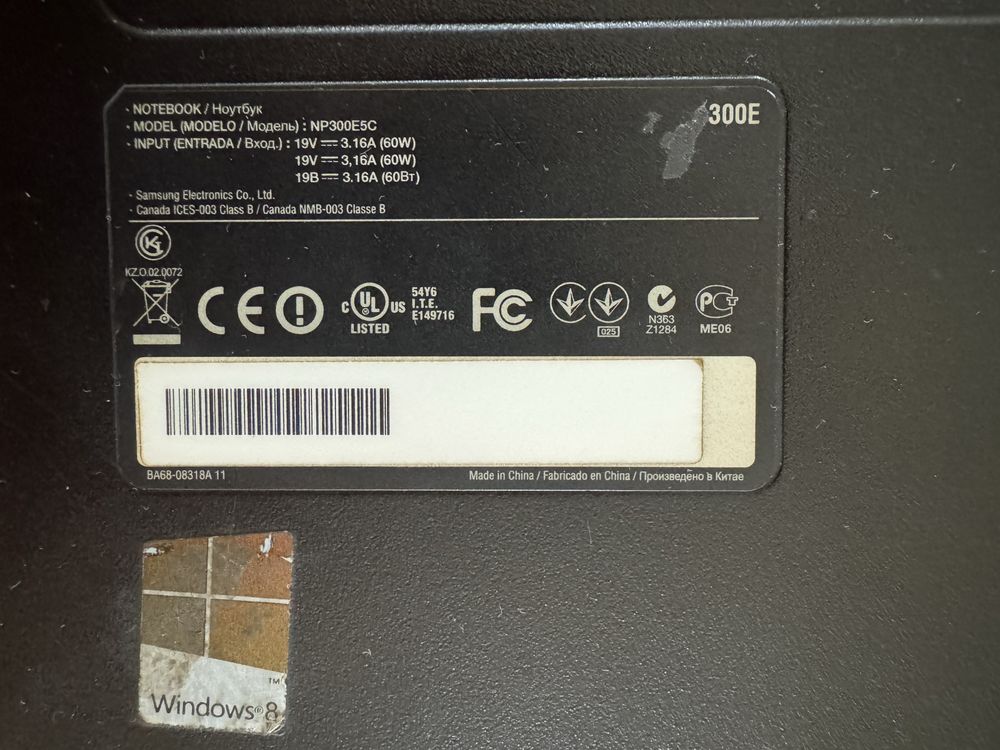 · NOTEBOOK / Ноутбук
300E
· MODEL (MODELO / Модель) : NP300E5C
· INPUT (ENTRADA / Вход.) : 19V 3.16A (60W)
19V 3,16A (60W)
19В 3.16A (60Вт)
· Samsung Electronics Co., Ltd.
· Canada ICES-003 Class B / Canada NMB-003 Classe B
KZ.O.02.0072
CE
c UL US
LISTED
54Y6
I.T.E.
E149716
FC
025
N363
Z1284
PCT
ME06
BA68-08318A 11
Made in China / Fabricado en China / Произведено в Китае
TM
Windows® 8